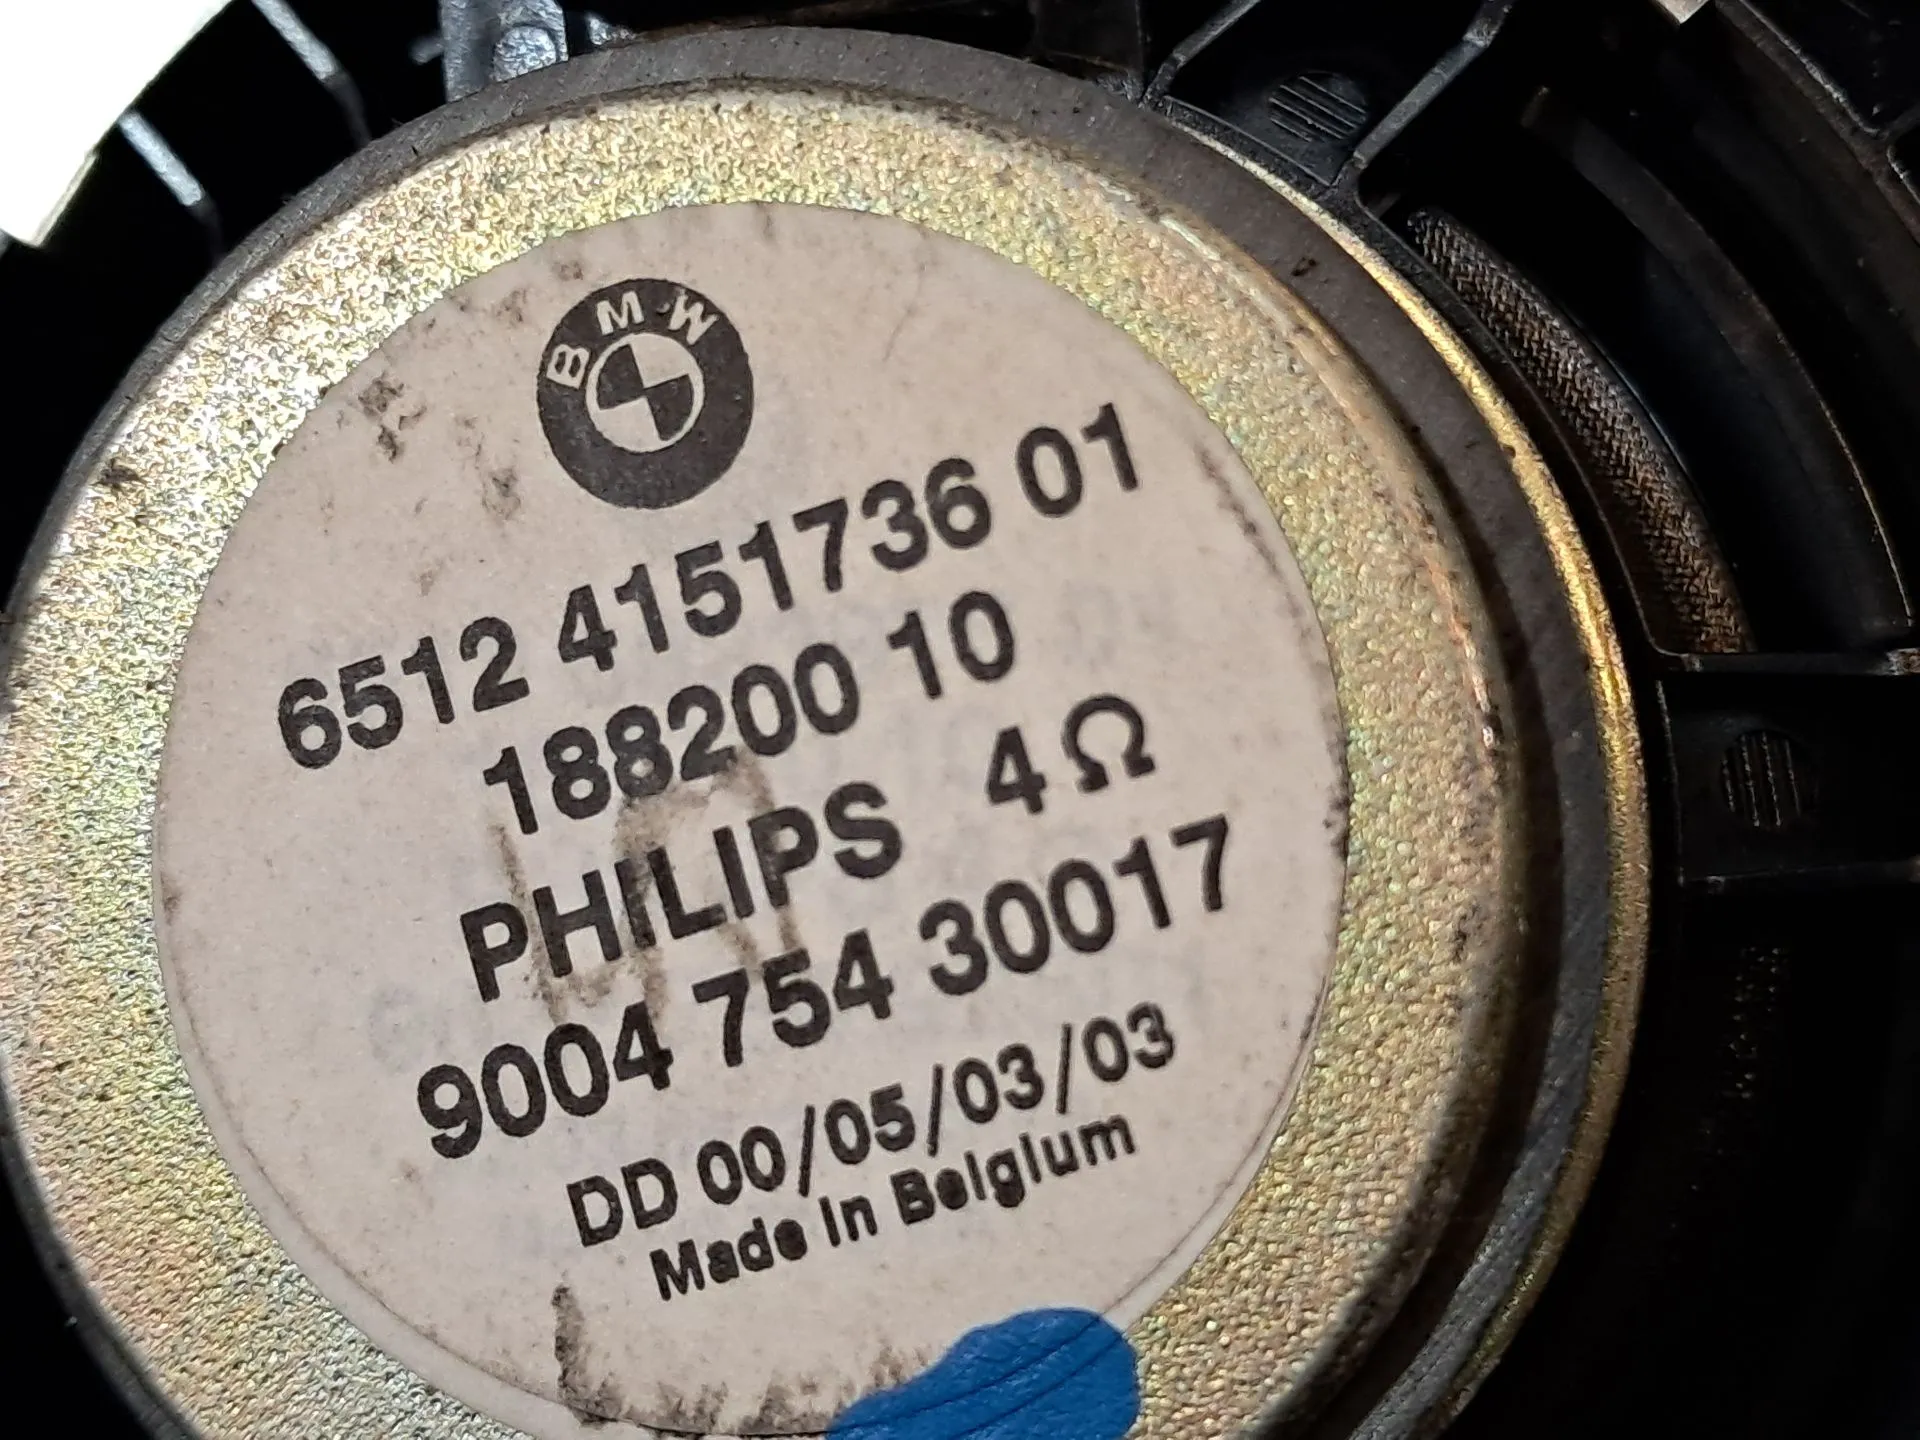 BMW
6512 4151736 01
188200 10
PHILIPS 4Ω
9004 754 30017
DD 00/05/03/03
Made in Belgium